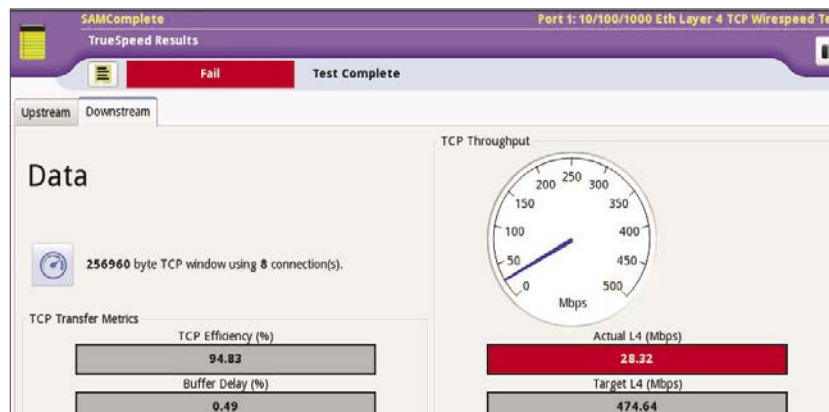 SAMComplete
Port 1: 10/100/1000 Eth Layer 4 TCP Wirespeed
TrueSpeed Results
Fail
Test Complete
Upstream
Downstream
Data
256960 byte TCP window using 8 connection(s).
TCP Transfer Metrics
TCP Efficiency (%)
94.83
Buffer Delay (%)
0.49
TCP Throughput
0
50
100
150
200
250
300
350
400
450
500
Mbps
Actual L4 (Mbps)
28.32
Target L4 (Mbps)
474.64